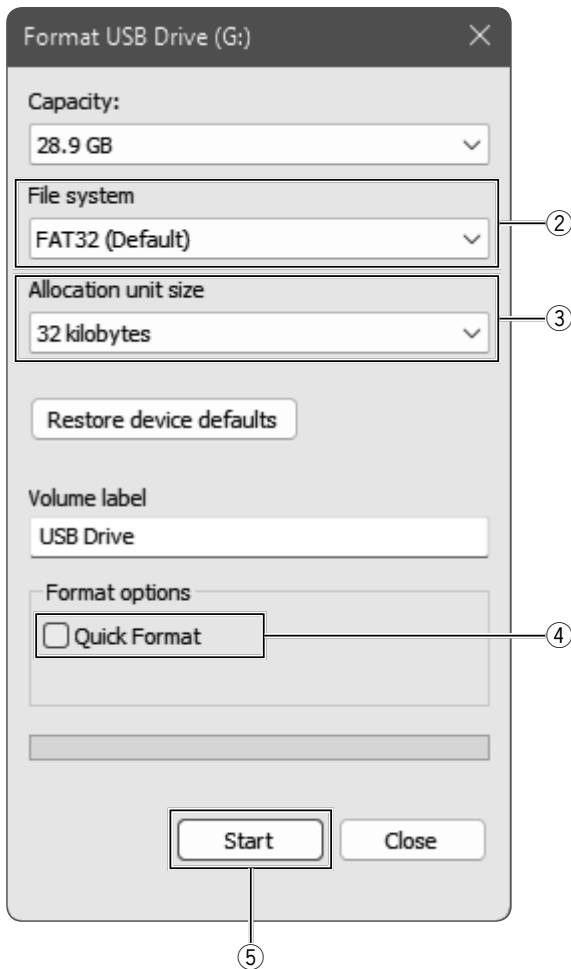 Format USB Drive (G:)
Capacity:
28.9 GB
File system
②
FAT32 (Default)
Allocation unit size
③
32 kilobytes
Restore device defaults
Volume label
USB Drive
Format options
Quick Format
④
Start
Close
⑤